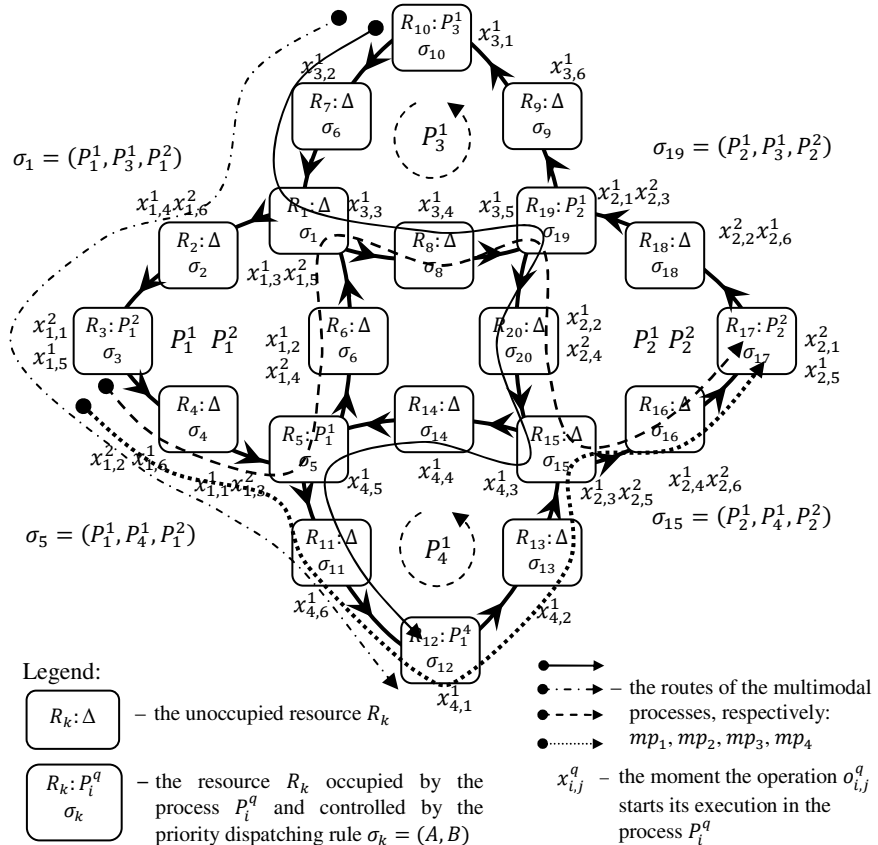 R₁₀: P₃¹
σ₁₀
x¹₃,₁
x¹₃,₂
x¹₃,₆
R₇: Δ
σ₆
R₉: Δ
σ₉
P₃¹
σ₁ = (P₁¹, P₃¹, P₁²)
σ₁₉ = (P₂¹, P₃¹, P₂²)
x¹₁,₄ x²₁,₆
R₁: Δ
σ₁
x¹₃,₃
x¹₃,₄
x¹₃,₅
R₁₉: P₂¹
σ₁₉
x¹₂,₁ x²₂,₃
R₂: Δ
σ₂
R₈: Δ
σ₈
R₁₈: Δ
σ₁₈
x²₂,₂ x¹₂,₆
x¹₁,₃ x²₁,₅
x²₁,₁
x¹₁,₅
R₃: P₁²
σ₃
P₁¹ P₁²
x¹₁,₂
x²₁,₄
R₆: Δ
σ₆
R₂₀: Δ
σ₂₀
x¹₂,₂
x²₂,₄
P₂¹ P₂²
R₁₇: P₂²
σ₁₇
x²₂,₁
x¹₂,₅
R₄: Δ
σ₄
R₁₄: Δ
σ₁₄
R₁₆: Δ
σ₁₆
R₅: P₁¹
σ₅
R₁₅: Δ
σ₁₅
x²₁,₂ x¹₁,₆
x¹₁,₁ x²₁,₃
x¹₄,₅
x¹₄,₄
x¹₄,₃
x¹₂,₃ x²₂,₅
x¹₂,₄ x²₂,₆
σ₅ = (P₁¹, P₄¹, P₁²)
σ₁₅ = (P₂¹, P₄¹, P₂²)
R₁₁: Δ
σ₁₁
P₄¹
R₁₃: Δ
σ₁₃
x¹₄,₆
x¹₄,₂
R₁₂: P₁⁴
σ₁₂
x¹₄,₁
Legend:
Rₖ: Δ
– the unoccupied resource Rₖ
Rₖ: Pᵢ^q
σₖ
– the resource Rₖ occupied by the
process Pᵢ^q and controlled by the
priority dispatching rule σₖ = (A, B)
– the routes of the multimodal
processes, respectively:
mp₁, mp₂, mp₃, mp₄
x^q_i,j – the moment the operation o^q_i,j
starts its execution in the
process Pᵢ^q